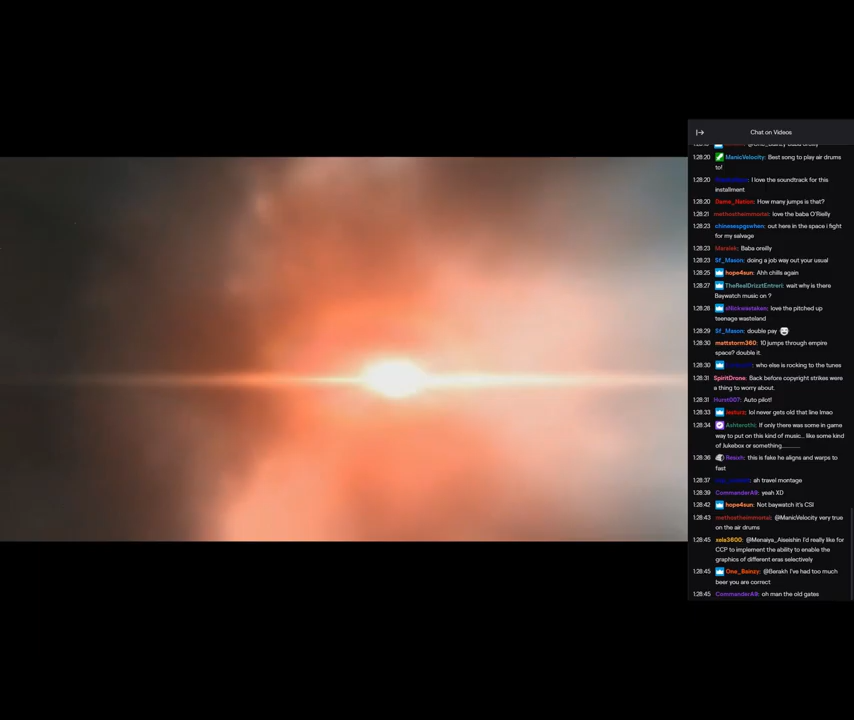 Chat on Videos
1:28:20 ManicVelocity: Best song to play air drums
to!
1:28:20 I love the soundtrack for this
installment
1:28:20 Dams_Nation: How many jumps is that?
1:28:21 methostheimmortal: love the baba O'Rielly
1:28:23 chinesespgswhen: out here in the space i fight
for my salvage
1:28:23 Maralek: Baba oreilly
1:28:23 Sf_Mason: doing a job way out your usual
1:28:25 hope4sun: Ahh chills again
1:28:27 TheRealDrizztEntreri: wait why is there
Baywatch music on ?
1:28:28 love the pitched up
teenage wasteland
1:28:29 Sf_Mason: double pay
1:28:30 mattstorm360: 10 jumps through empire
space? double it.
1:28:30 who else is rocking to the tunes
1:28:31 SpiritDrone: Back before copyright strikes were
a thing to worry about.
1:28:31 Hurst007: Auto pilot!
1:28:33 lol never gets old that line lmao
1:28:34 Ashterothi: If only there was some in game
way to put on this kind of music... like some kind
of Jukebox or something..............
1:28:36 this is fake he aligns and warps to
fast
1:28:37 ah travel montage
1:28:39 CommanderA9: yeah XD
1:28:42 hope4sun: Not baywatch it's CSI
1:28:43 methostheimmortal: @ManicVelocity very true
on the air drums
1:28:45 xela3600: @Menaiya_Aiseishin I'd really like for
CCP to implement the ability to enable the
graphics of different eras selectively
1:28:45 One_Beinzy: @Berakh I've had too much
beer you are correct
1:28:45 CommanderA9: oh man the old gates